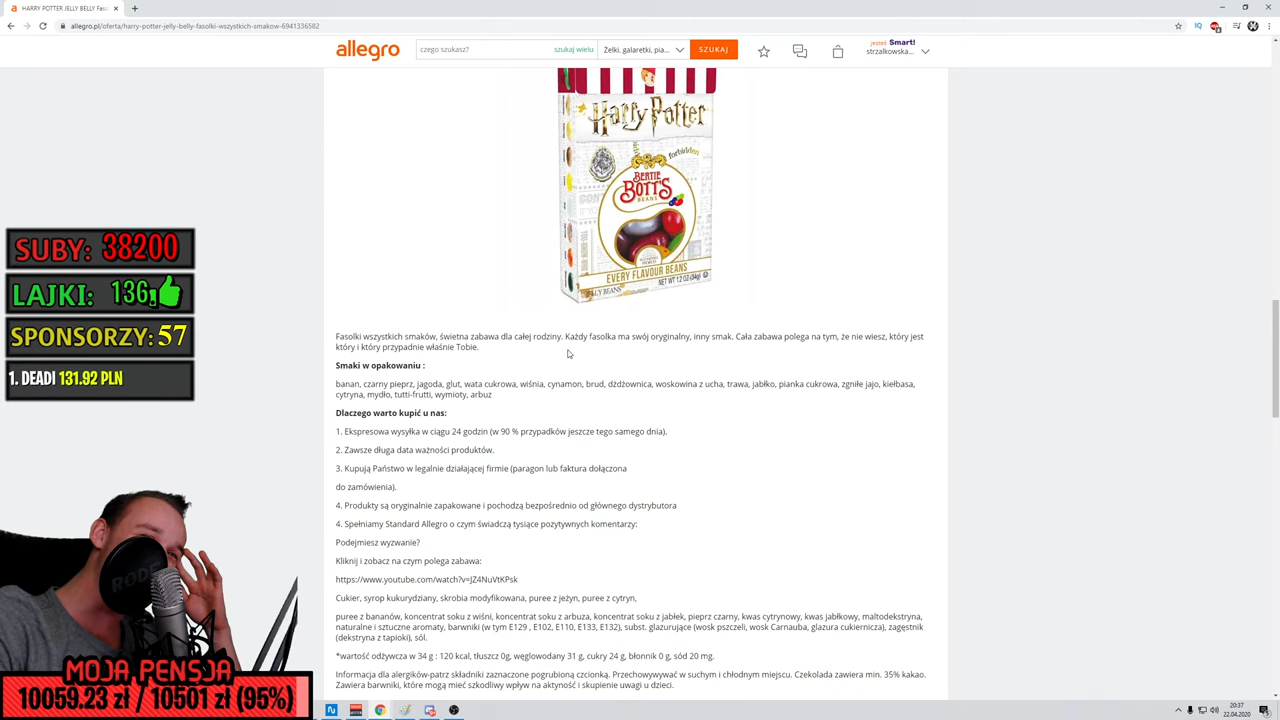 HARRY POTTER JELLY BELLY Faso
allegro.pl/oferta/harry-potter-jelly-belly-fasolki-wszystkich-smakow-6941336582
allegro
czego szukasz?
szukaj wielu
Żelki, galaretki, pia...
SZUKAJ
jesteś Smart!
strzalkowska...
Harry Potter
forbidden
BERTIE
BOTT'S
BEANS
EVERY FLAVOUR BEANS
NET WT 1.2 OZ (34g)
SUBY: 38200
LAJKI: 136
SPONSORZY: 57
1. DEADI 131.92 PLN
Fasolki wszystkich smaków, świetna zabawa dla całej rodziny. Każdy fasolka ma swój oryginalny, inny smak. Cała zabawa polega na tym, że nie wiesz, który jest
który i który przypadnie właśnie Tobie.
Smaki w opakowaniu :
banan, czarny pieprz, jagoda, glut, wata cukrowa, wiśnia, cynamon, brud, dżdżownica, woskowina z ucha, trawa, jabłko, pianka cukrowa, zgniłe jajo, kiełbasa,
cytryna, mydło, tutti-frutti, wymioty, arbuz
Dlaczego warto kupić u nas:
1. Ekspresowa wysyłka w ciągu 24 godzin (w 90 % przypadków jeszcze tego samego dnia).
2. Zawsze długa data ważności produktów.
3. Kupują Państwo w legalnie działającej firmie (paragon lub faktura dołączona
do zamówienia).
4. Produkty są oryginalnie zapakowane i pochodzą bezpośrednio od głównego dystrybutora
4. Spełniamy Standard Allegro o czym świadczą tysiące pozytywnych komentarzy:
Podejmiesz wyzwanie?
Kliknij i zobacz na czym polega zabawa:
https://www.youtube.com/watch?v=JZ4NuVtKPsk
Cukier, syrop kukurydziany, skrobia modyfikowana, puree z jeżyn, puree z cytryn,
puree z bananów, koncentrat soku z wiśni, koncentrat soku z arbuza, koncentrat soku z jabłek, pieprz czarny, kwas cytrynowy, kwas jabłkowy, maltodekstryna,
naturalne i sztuczne aromaty, barwniki (w tym E129 , E102, E110, E133, E132), subst. glazurujące (wosk pszczeli, wosk Carnauba, glazura cukiernicza), zagęstnik
(dekstryna z tapioki), sól.
*wartość odżywcza w 34 g : 120 kcal, tłuszcz 0g, węglowodany 31 g, cukry 24 g, błonnik 0 g, sód 20 mg.
Informacja dla alergików-patrz składniki zaznaczone pogrubioną czcionką. Przechowywywać w suchym i chłodnym miejscu. Czekolada zawiera min. 35% kakao.
Zawiera barwniki, które mogą mieć szkodliwy wpływ na aktyność i skupienie uwagi u dzieci.
RODE
MOJA PENSJA
10059.23 zł / 10501 zł (95%)
20:37
22.04.2020